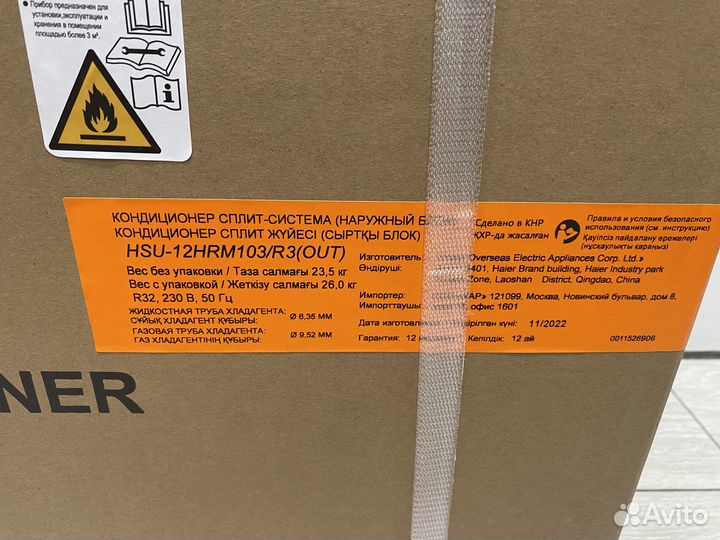 Прибор предназначен для
установки, эксплуатации и
хранения в помещении
площадью более 3 м².
КОНДИЦИОНЕР СПЛИТ-СИСТЕМА (НАРУЖНЫЙ
КОНДИЦИОНЕР СПЛИТ ЖҮЙЕСІ (СЫРТҚЫ БЛОК)
HSU-12HRM103/R3(OUT)
Вес без упаковки / Таза салмағы 23,5 кг
Вес с упаковкой / Жеткізу салмағы 26,0 кг
R32, 230 В, 50 Гц
ЖИДКОСТНАЯ ТРУБА ХЛАДАГЕНТА:
СҰЙЫҚ ХЛАДАГЕНТ ҚҰБЫРЫ:
Ø 6,35 ММ
ГАЗОВАЯ ТРУБА ХЛАДАГЕНТА:
ГАЗ ХЛАДАГЕНТІНІҢ ҚҰБЫРЫ:
Ø 9,52 ММ
Сделано в КНР
ҚХР-да жасалған
Правила и условия безопасного
использования (см. инструкцию)
Қауіпсіз пайдалану ережелері
(нұсқаулықты қараңыз)
Изготовитель
Өндіруші:
Overseas Electric Appliances Corp. Ltd.»
S401, Haier Brand building, Haier Industry park
Zone, Laoshan District, Qingdao, China
Импортер:
Импорттаушы:
ХАР» 121099, Москва, Новинский бульвар, дом 8,
офис 1601
Дата изготовления
күні: 11/2022
Гарантия: 12
Кепілдік: 12 ай
0011526906
NER
Avito